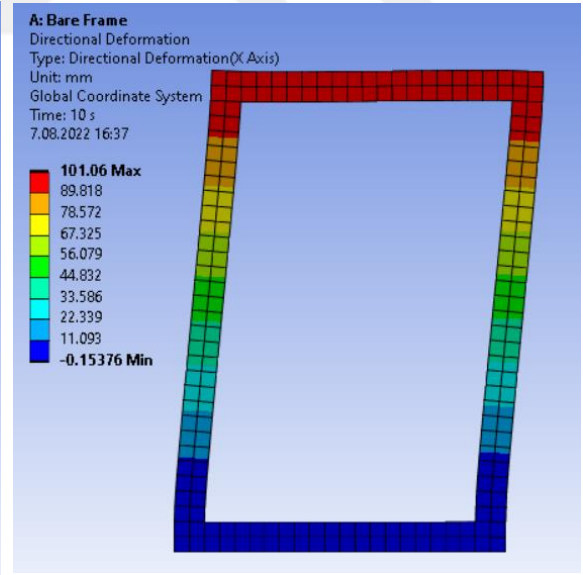 A: Bare Frame
Directional Deformation
Type: Directional Deformation(X Axis)
Unit: mm
Global Coordinate System
Time: 10 s
7.08.2022 16:37
101.06 Max
89.818
78.572
67.325
56.079
44.832
33.586
22.339
11.093
-0.15376 Min